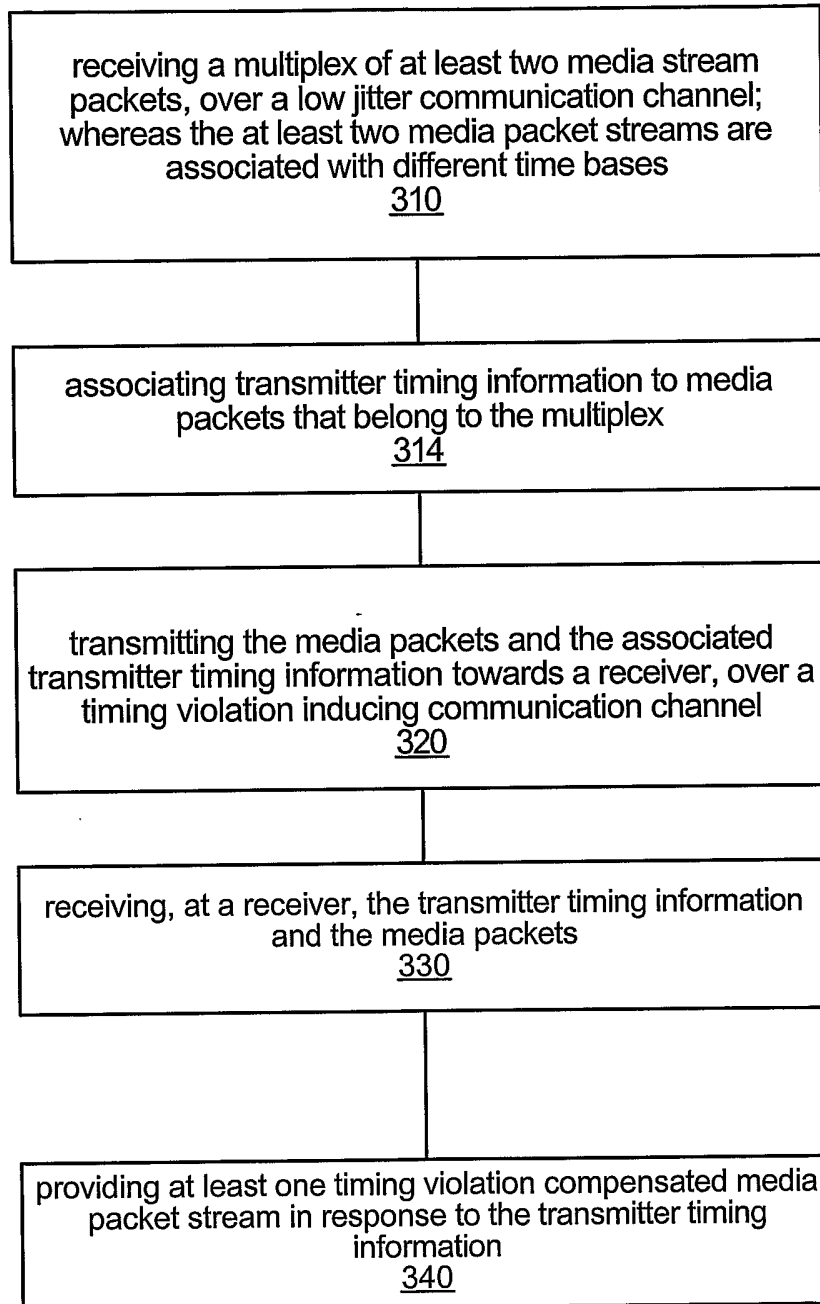 receiving a multiplex of at least two media stream
packets, over a low jitter communication channel;
whereas the at least two media packet streams are
associated with different time bases
310
associating transmitter timing information to media
packets that belong to the multiplex
314
transmitting the media packets and the associated
transmitter timing information towards a receiver, over a
timing violation inducing communication channel
320
receiving, at a receiver, the transmitter timing information
and the media packets
330
providing at least one timing violation compensated media
packet stream in response to the transmitter timing
information
340